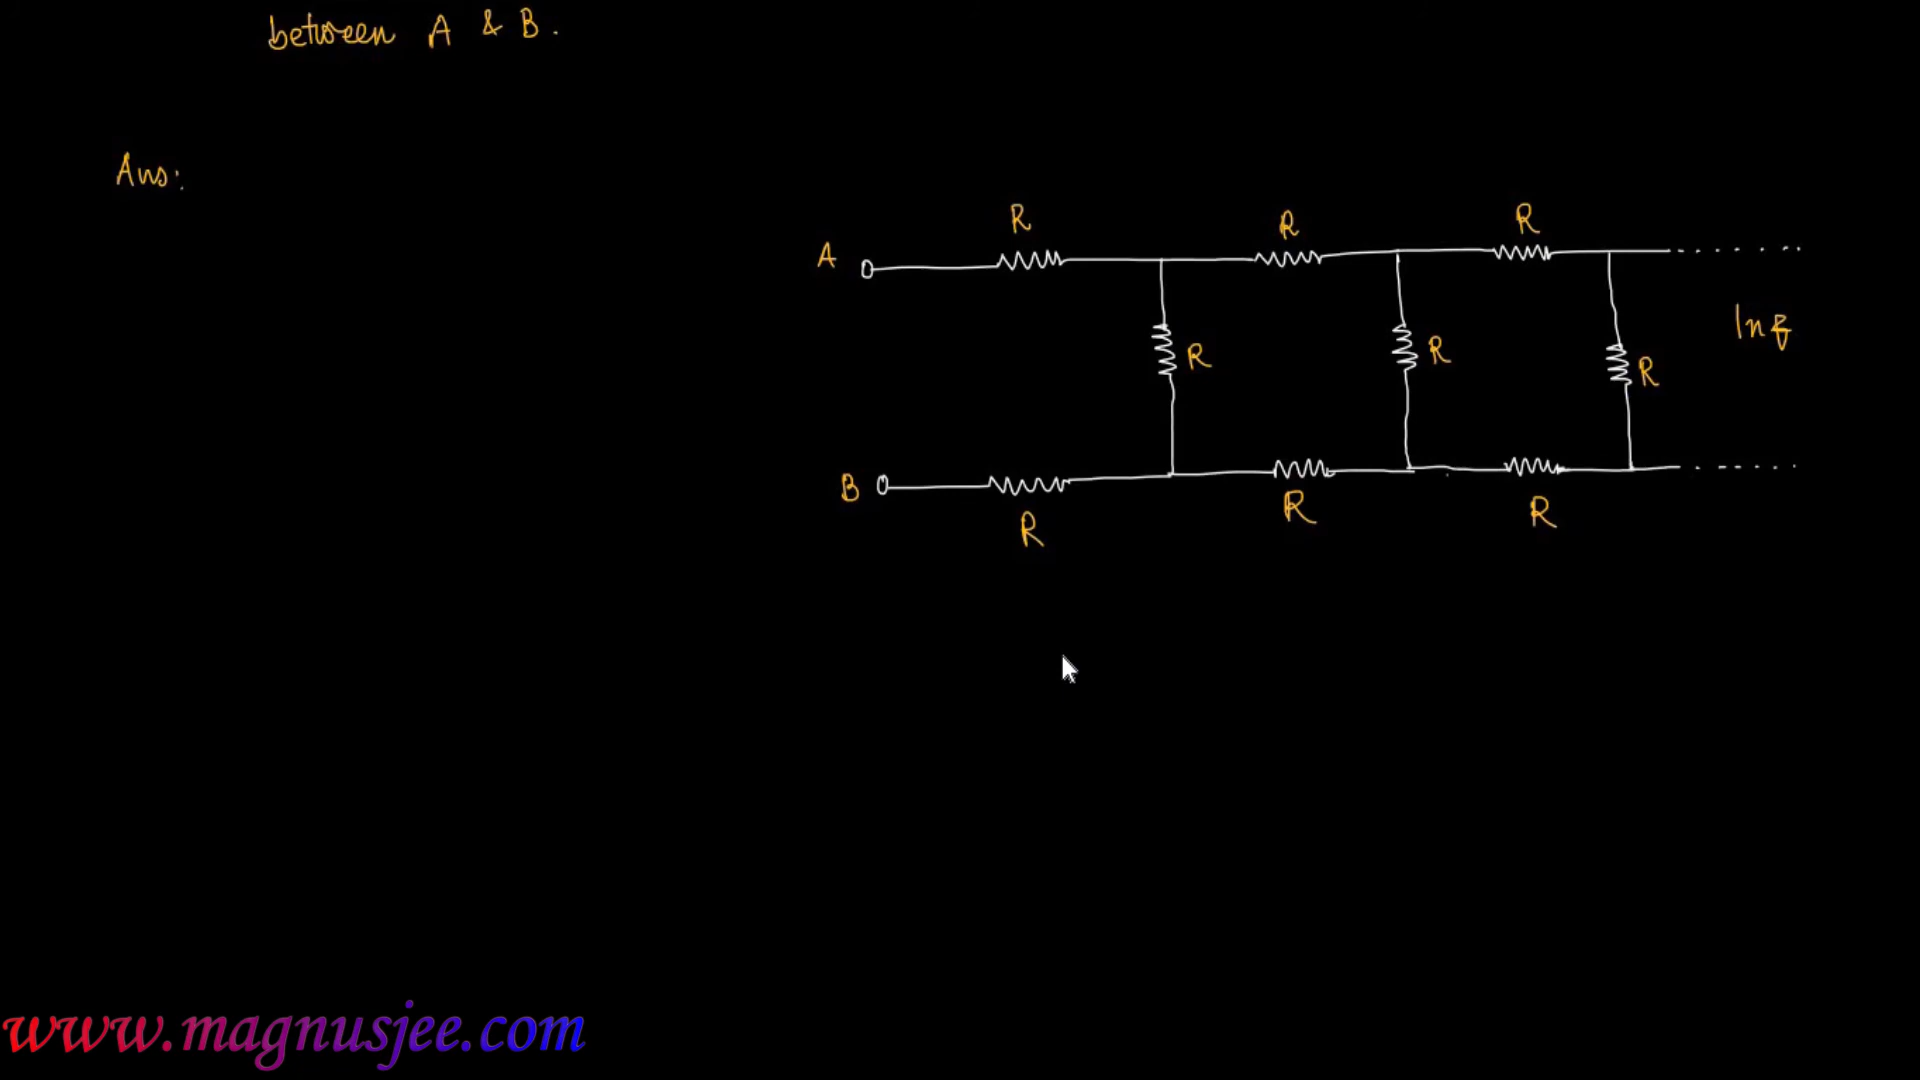 between A & B.
Ans:
R R R
A
R R R Inf
B
R R R
www.magnusjee.com